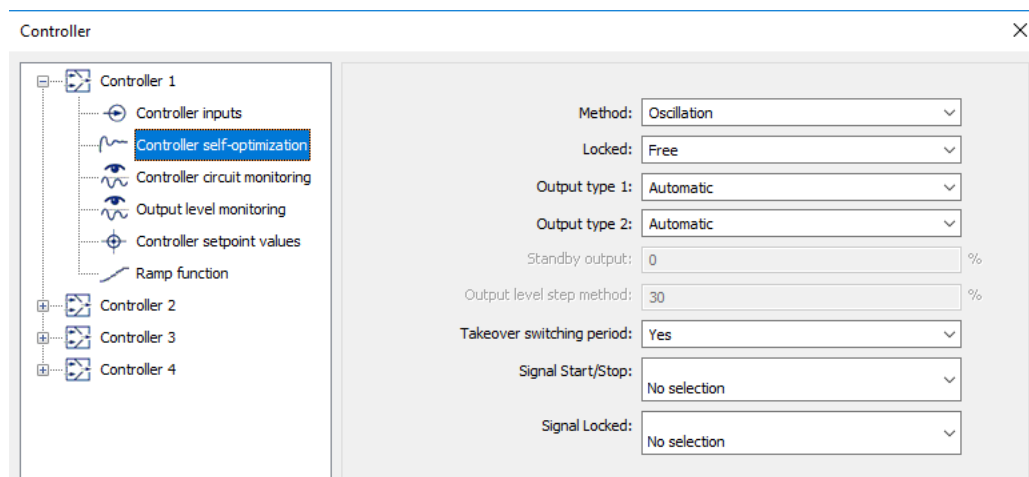 Controller
Controller 1
Controller inputs
Controller self-optimization
Controller circuit monitoring
Output level monitoring
Controller setpoint values
Ramp function
Controller 2
Controller 3
Controller 4
Method: Oscillation
Locked: Free
Output type 1: Automatic
Output type 2: Automatic
Standby output: 0 %
Output level step method: 30 %
Takeover switching period: Yes
Signal Start/Stop: No selection
Signal Locked: No selection